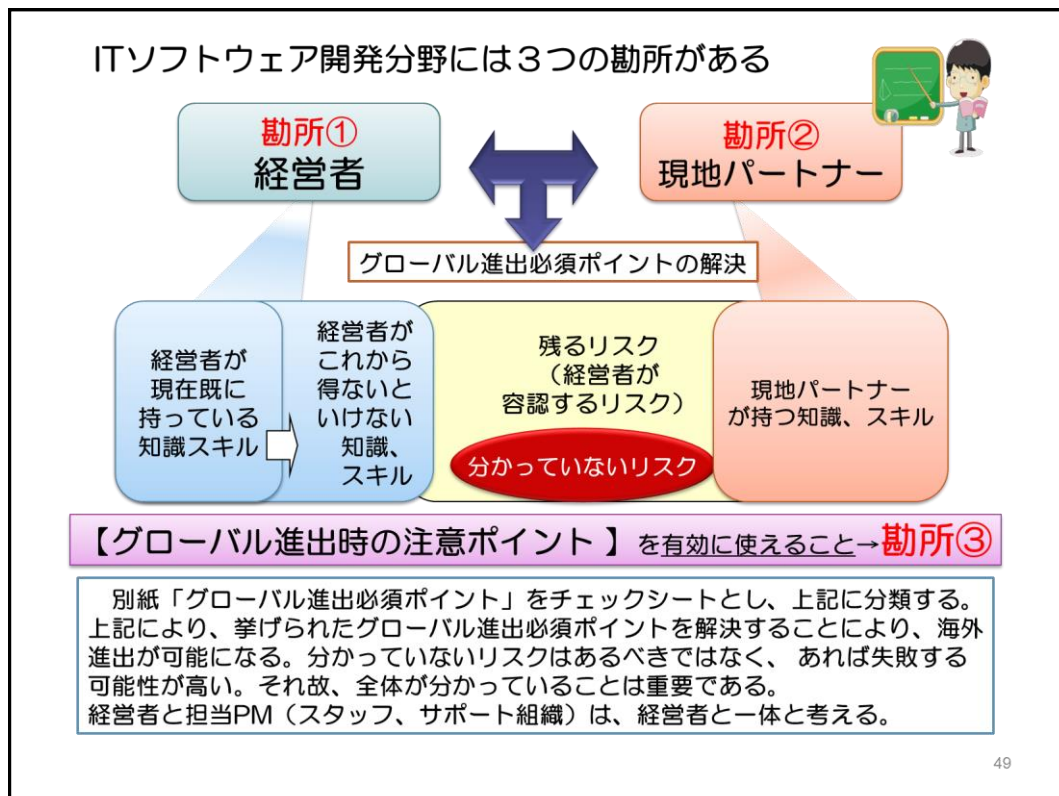 ITソフトウェア開発分野には３つの勘所がある
勘所①
経営者
勘所②
現地パートナー
グローバル進出必須ポイントの解決
経営者が
現在既に
持っている
知識スキル
経営者が
これから
得ないと
いけない
知識、
スキル
残るリスク
（経営者が
容認するリスク）
分かっていないリスク
現地パートナー
が持つ知識、スキル
【グローバル進出時の注意ポイント 】を有効に使えること→勘所③
別紙「グローバル進出必須ポイント」をチェックシートとし、上記に分類する。
上記により、挙げられたグローバル進出必須ポイントを解決することにより、海外
進出が可能になる。分かっていないリスクはあるべきではなく、 あれば失敗する
可能性が高い。それ故、全体が分かっていることは重要である。
経営者と担当PM（スタッフ、サポート組織）は、経営者と一体と考える。
49